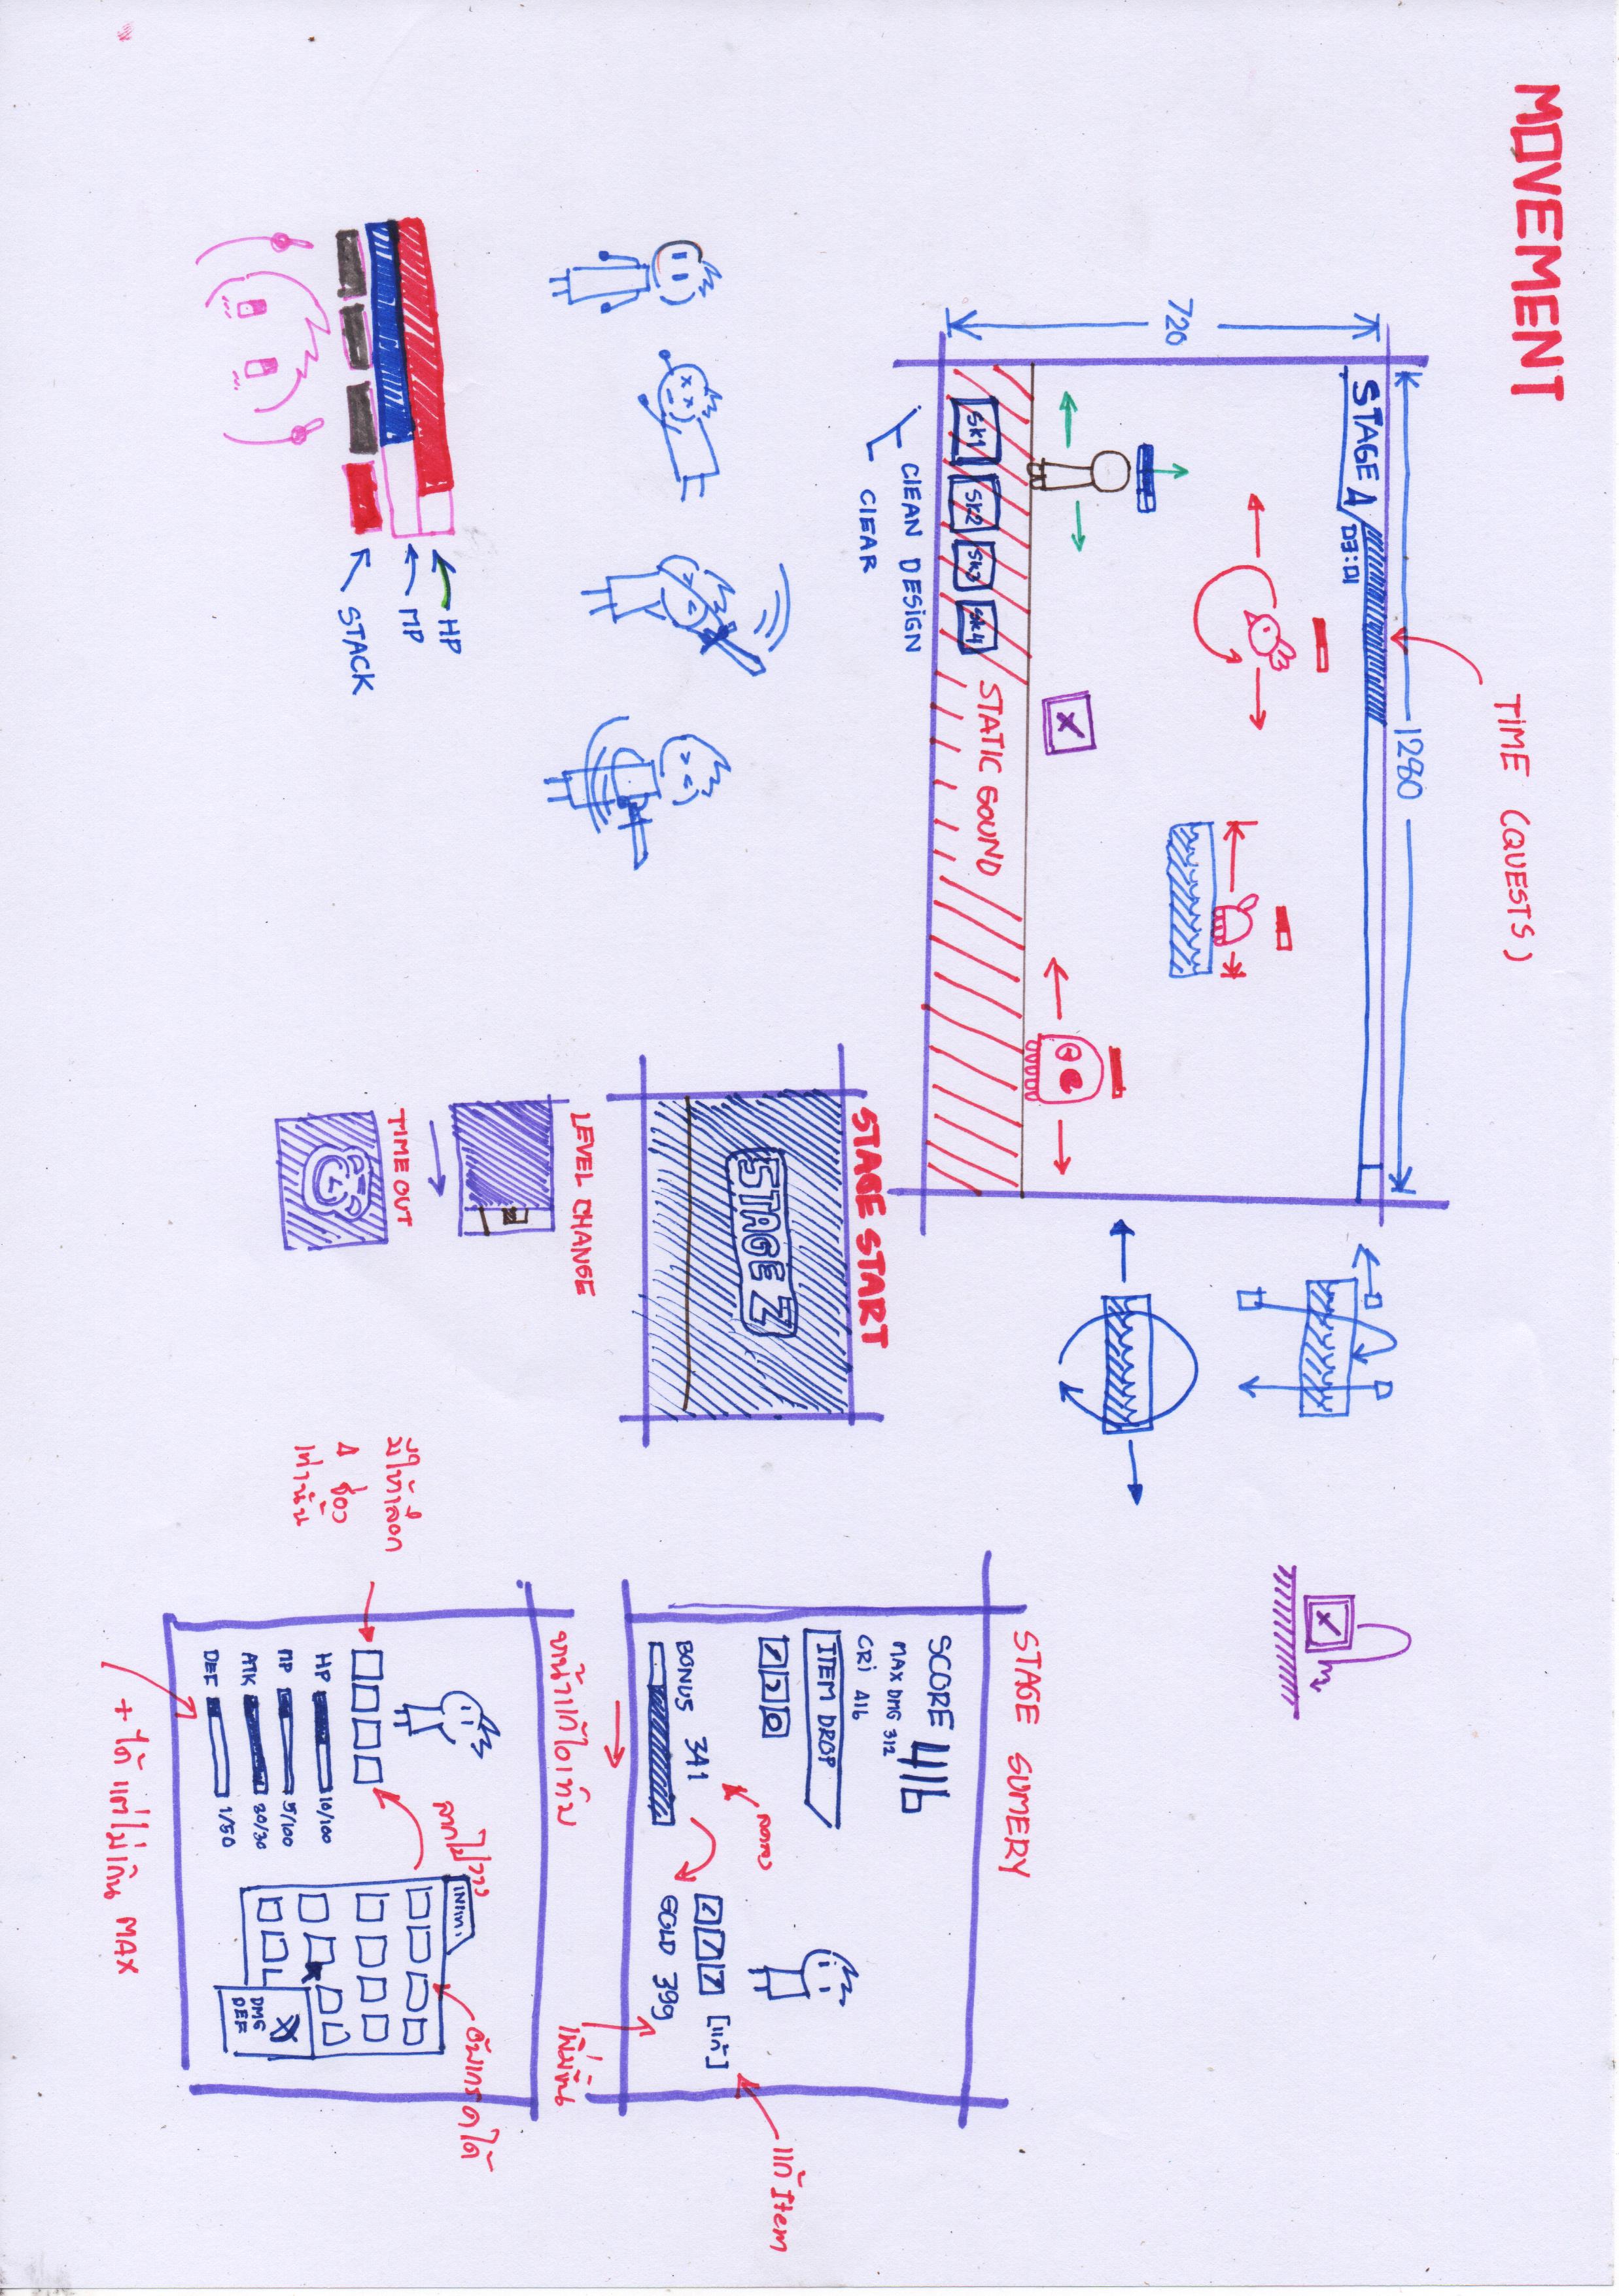 MOVEMENT
TIME (QUESTS)
1280
STAGE 4
03:01
720
SK1
SK2
SK3
SK4
STATIC GOUND
CLEAN DESIGN
CLEAR
STAGE START
STAGE 2
LEVEL CHANGE
TIME OUT
HP
MP
STACK
STAGE SUMERY
SCORE 416
MAX DMG 312
CRI 416
ITEM DROP
BONUS 341
ลดลง
แก้ Item
[แก้]
GOLD 399
เพิ่มขึ้น
หน้าแก้ไอเท็ม
ลากไปวาง
อัพเกรดได้
มีให้เลือก
4 ช่อง
เท่านั้น
HP 10/100
MP 5/100
ATK 30/30
DEF 1/50
DMG
DEF
+ ได้ แต่ไม่เกิน MAX